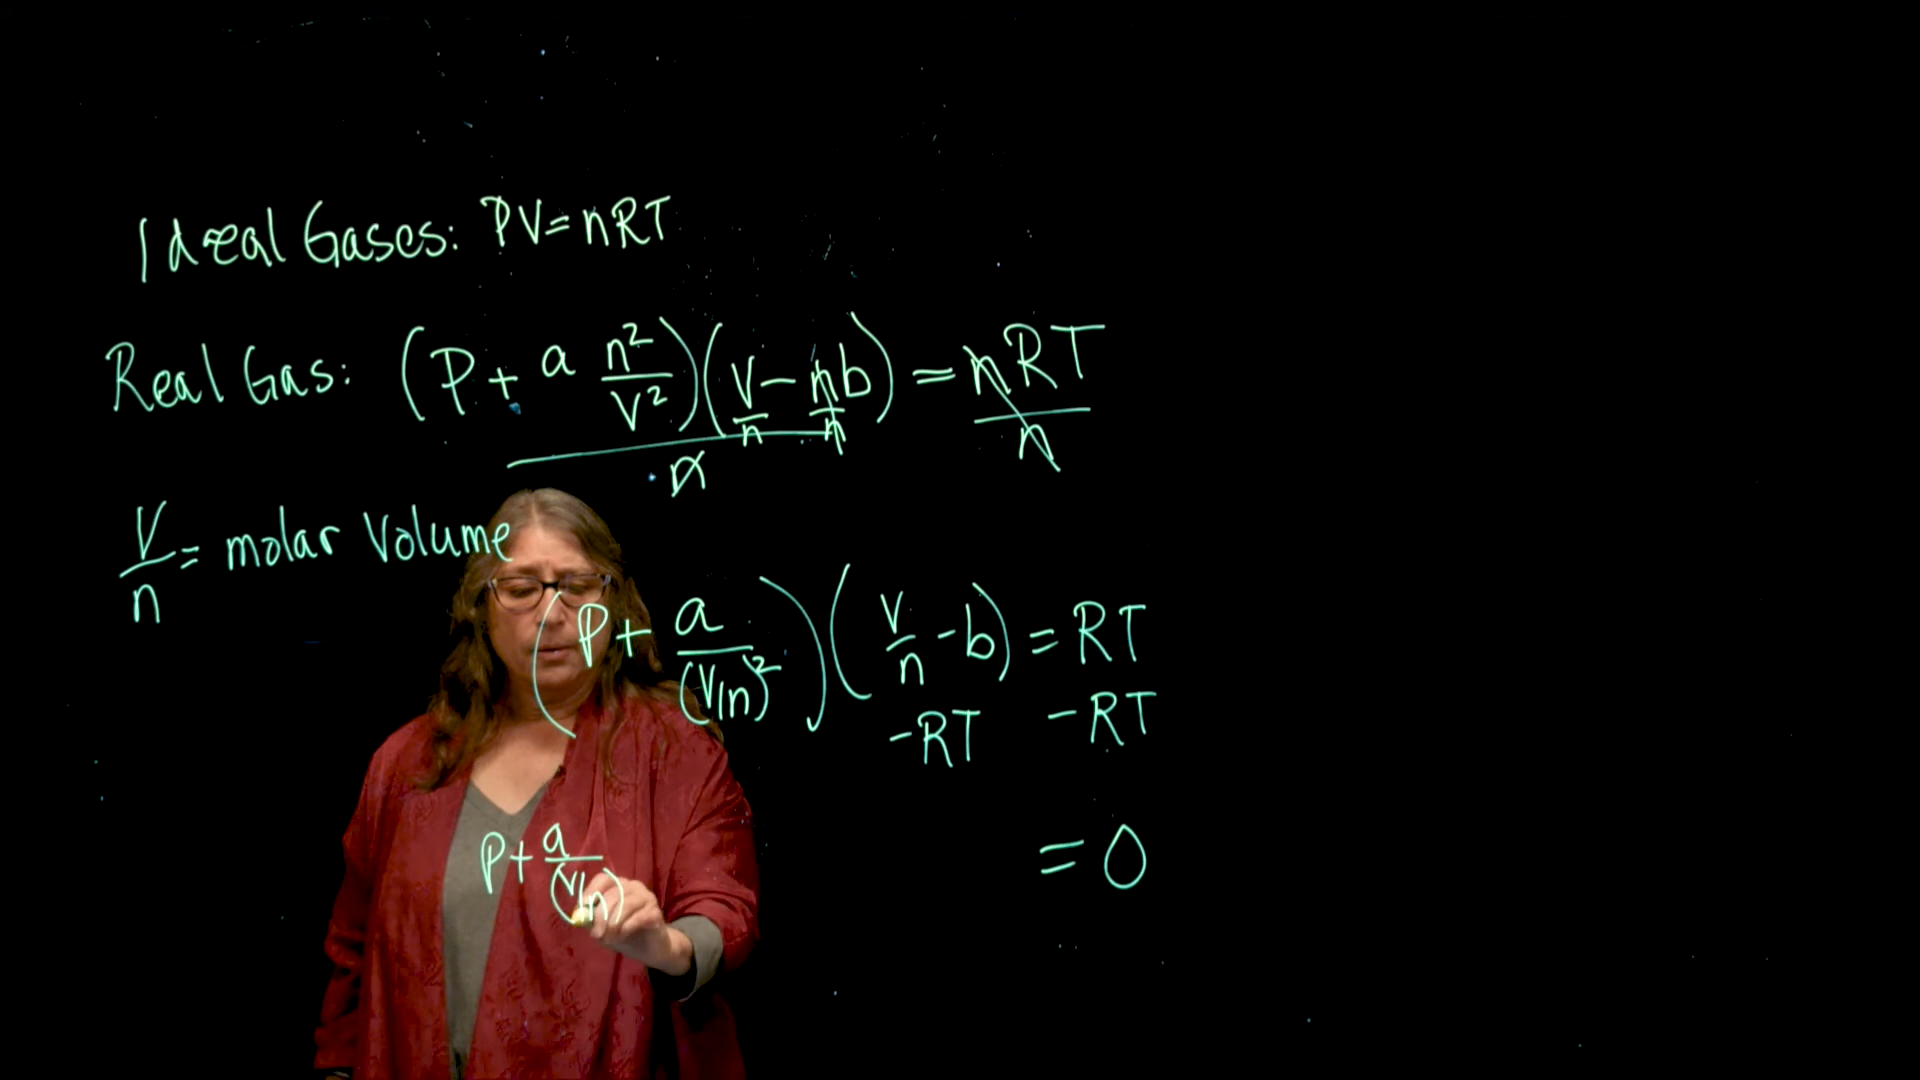 Ideal Gases: PV=nRT
Real Gas: (P + a n²/V²)(V/n - nb/n) = nRT/n
n
V/n = molar Volume
(P + a/(V/n)²)(V/n - b) = RT
-RT -RT
P + a/(V/n) = 0